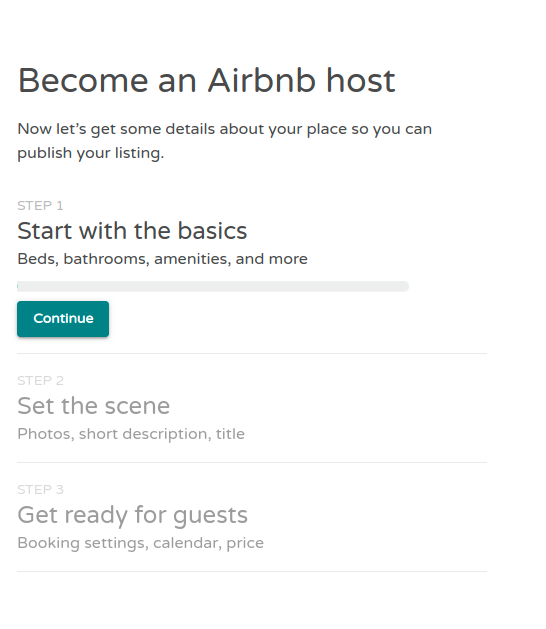 Become an Airbnb host
Now let’s get some details about your place so you can
publish your listing.
STEP 1
Start with the basics
Beds, bathrooms, amenities, and more
Continue
STEP 2
Set the scene
Photos, short description, title
STEP 3
Get ready for guests
Booking settings, calendar, price